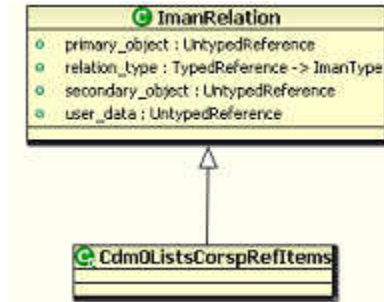 ImanRelation
primary_object : UntypedReference
relation_type : TypedReference -> ImanType
secondary_object : UntypedReference
user_data : UntypedReference
Cdm0ListsCorspRefItems